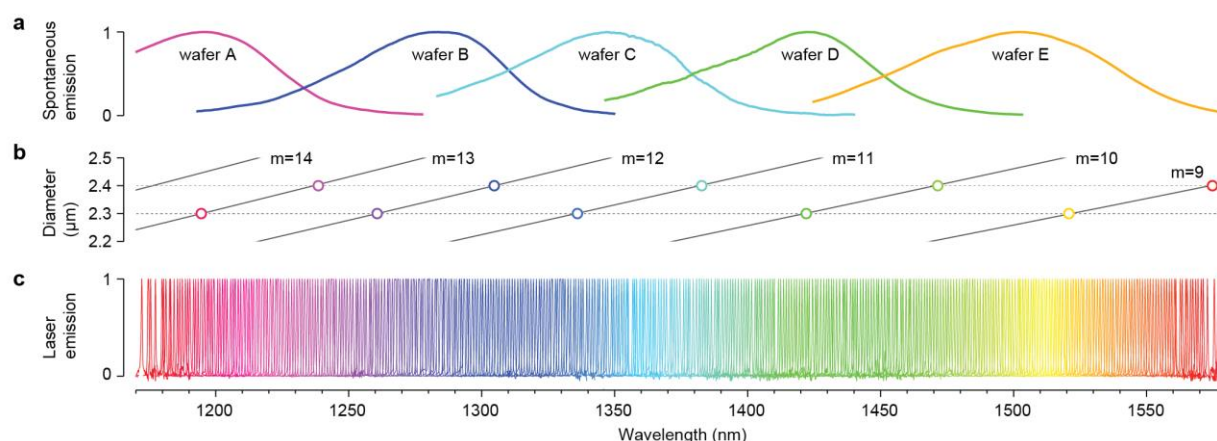 a
Spontaneous
emission
1
0
wafer A
wafer B
wafer C
wafer D
wafer E
b
Diameter
(μm)
2.5
2.4
2.3
2.2
m=14
m=13
m=12
m=11
m=10
m=9
c
Laser
emission
1
0
1200
1250
1300
1350
1400
1450
1500
1550
Wavelength (nm)